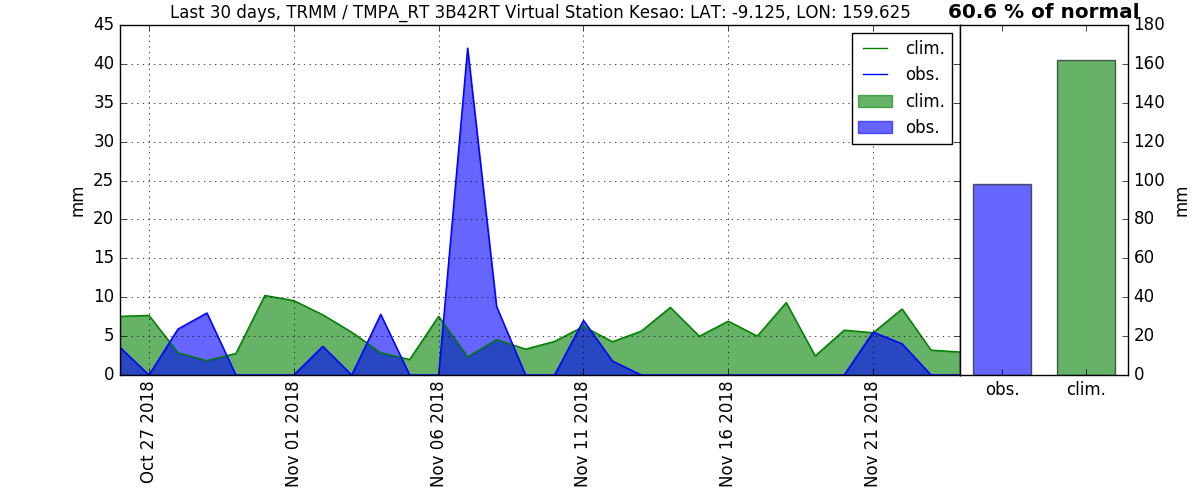 Last 30 days, TRMM / TMPA_RT 3B42RT Virtual Station Kesao: LAT: -9.125, LON: 159.625
60.6 % of normal
45
40
35
30
25
20
15
10
5
0
mm
clim.
obs.
clim.
obs.
Oct 27 2018
Nov 01 2018
Nov 06 2018
Nov 11 2018
Nov 16 2018
Nov 21 2018
180
160
140
120
100
80
60
40
20
0
mm
obs.
clim.